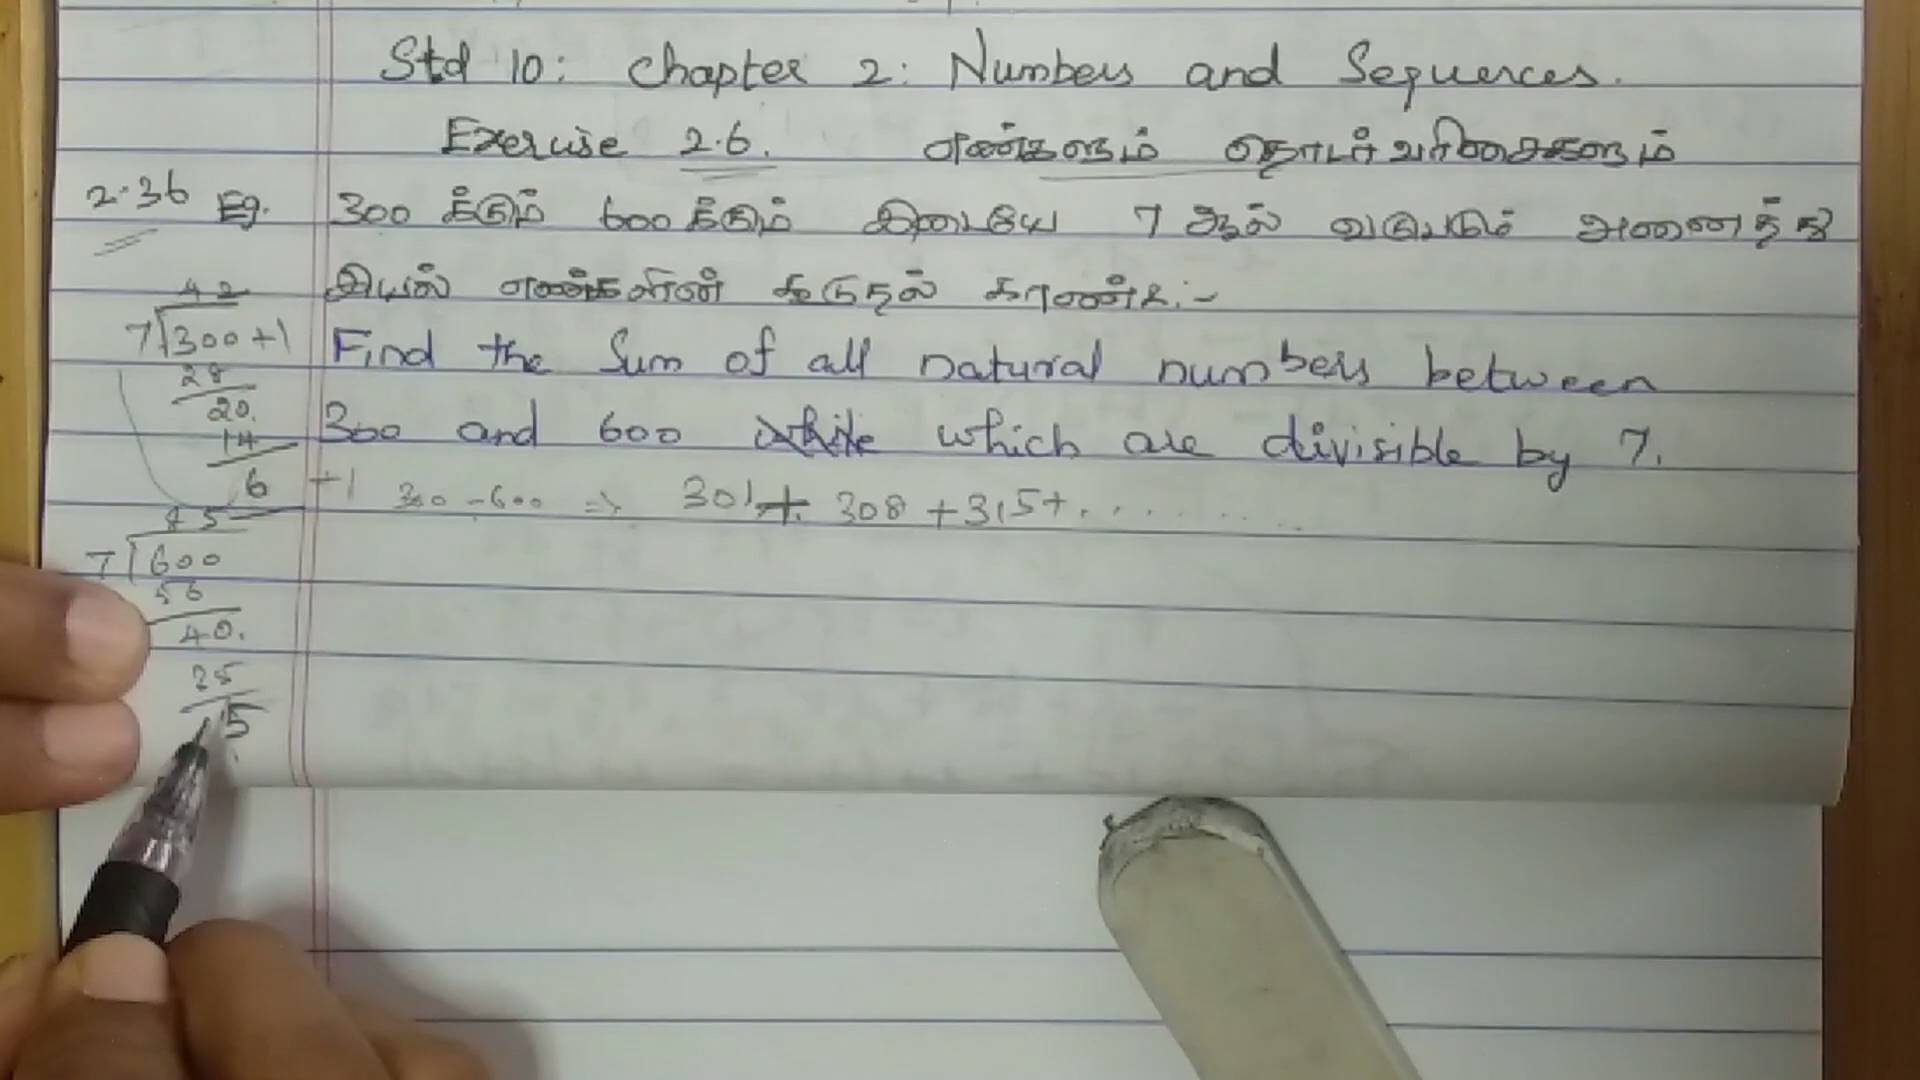 Std 10: Chapter 2: Numbers and Sequences.
Exercise 2.6. எண்களும் தொடர்வரிசைகளும்
2.36 Eg. 300 க்கும் 600 க்கும் இடையே 7 ஆல் வகுபடும் அனைத்து
இயல் எண்களின் கூடுதல் காண்க:-
Find the Sum of all natural numbers between
300 and 600 which are divisible by 7.
300 - 600 => 301 + 308 + 315 + . . . . . . . . .
42
7 300 + 1
28
20.
14
6 + 1
85
7 600
56
40.
35
5